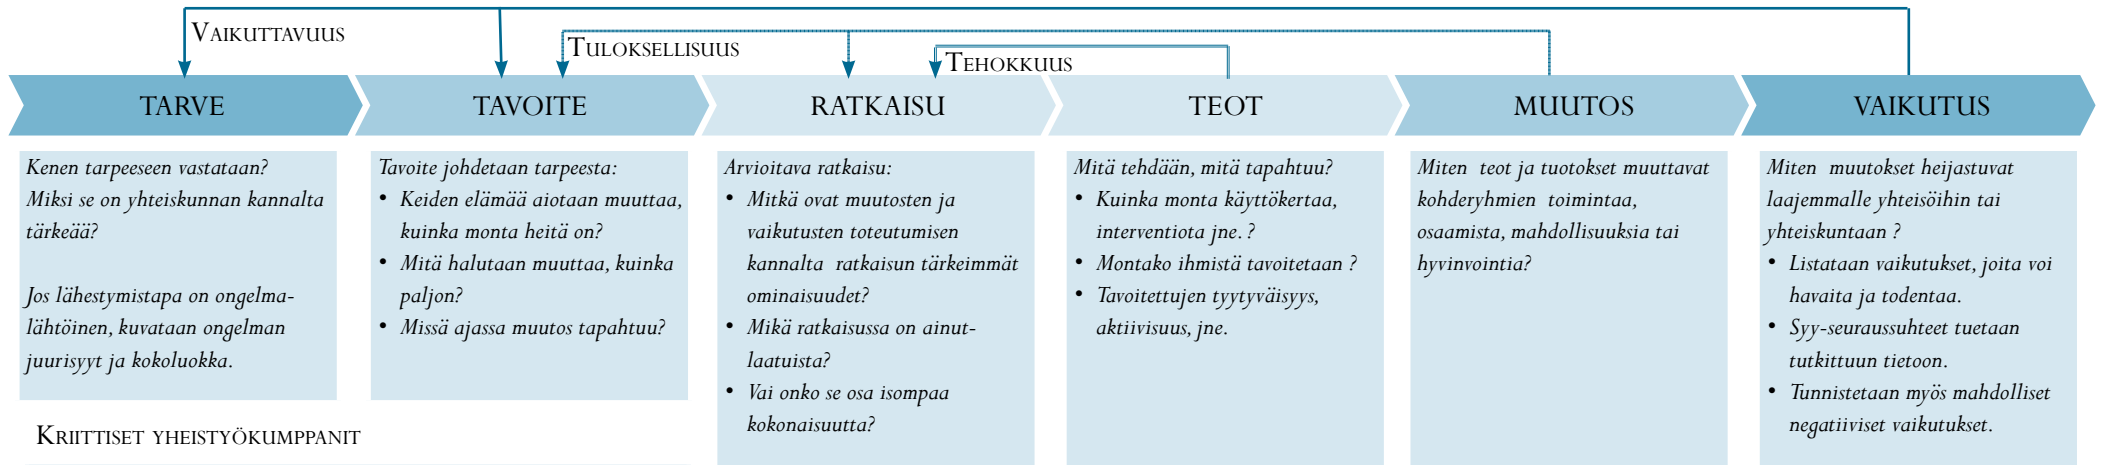 Vaikuttavuus
Tuloksellisuus
Tehokkuus
TARVE
TAVOITE
RATKAISU
TEOT
MUUTOS
VAIKUTUS
Kenen tarpeeseen vastataan?
Miksi se on yhteiskunnan kannalta
tärkeää?
Jos lähestymistapa on ongelma-
lähtöinen, kuvataan ongelman
juurisyyt ja kokoluokka.
Tavoite johdetaan tarpeesta:
• Keiden elämää aiotaan muuttaa,
kuinka monta heitä on?
• Mitä halutaan muuttaa, kuinka
paljon?
• Missä ajassa muutos tapahtuu?
Arvioitava ratkaisu:
• Mitkä ovat muutosten ja
vaikutusten toteutumisen
kannalta ratkaisun tärkeimmät
ominaisuudet?
• Mikä ratkaisussa on ainut-
laatuista?
• Vai onko se osa isompaa
kokonaisuutta?
Mitä tehdään, mitä tapahtuu?
• Kuinka monta käyttökertaa,
interventiota jne. ?
• Montako ihmistä tavoitetaan ?
• Tavoitettujen tyytyväisyys,
aktiivisuus, jne.
Miten teot ja tuotokset muuttavat
kohderyhmien toimintaa,
osaamista, mahdollisuuksia tai
hyvinvointia?
Miten muutokset heijastuvat
laajemmalle yhteisöihin tai
yhteiskuntaan ?
• Listataan vaikutukset, joita voi
havaita ja todentaa.
• Syy-seuraussuhteet tuetaan
tutkittuun tietoon.
• Tunnistetaan myös mahdolliset
negatiiviset vaikutukset.
Kriittiset yheistyökumppanit